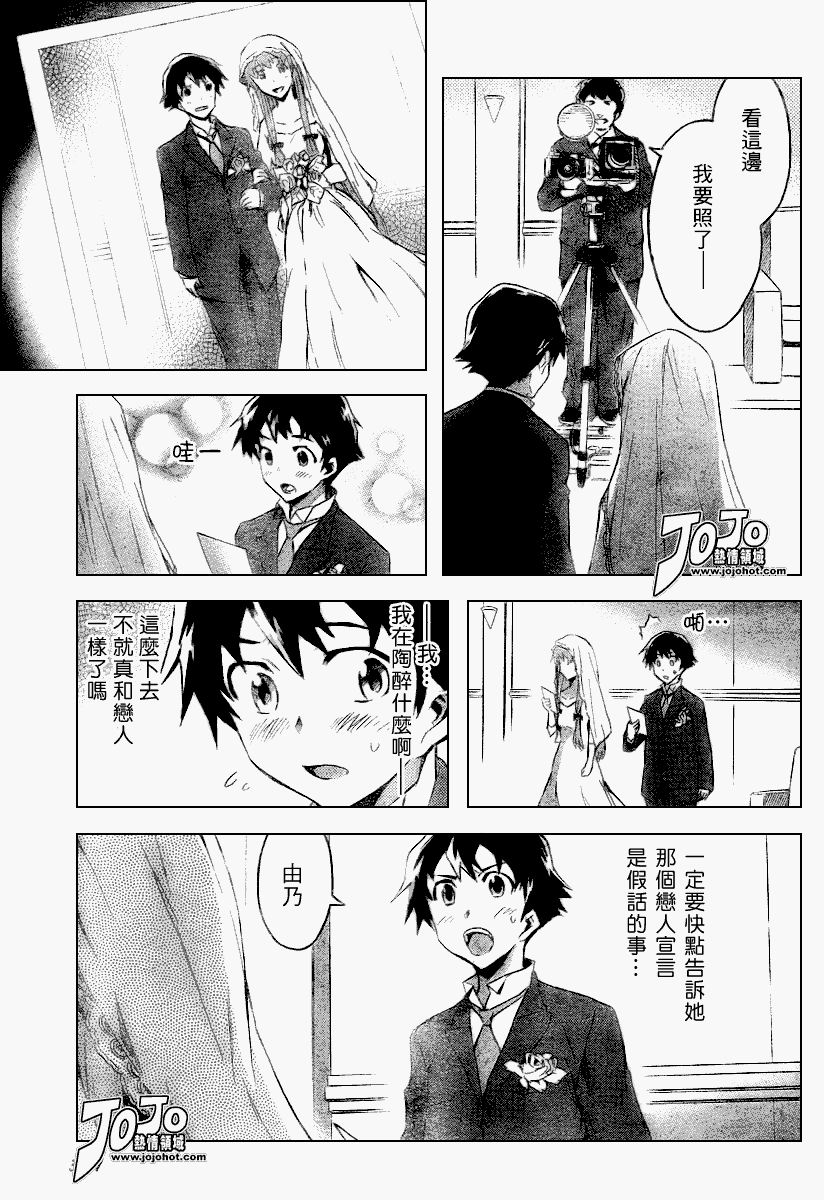 看這邊
我要照了——
JOJO
熱情領域
www.jojohot.com
哇—
啪…
——我…
我在陶醉什麼啊——
這麼下去
不就真和戀人
一樣了嗎
一定要快點告訴她
那個戀人宣言
是假話的事…
由乃
JOJO
熱情領域
www.jojohot.com